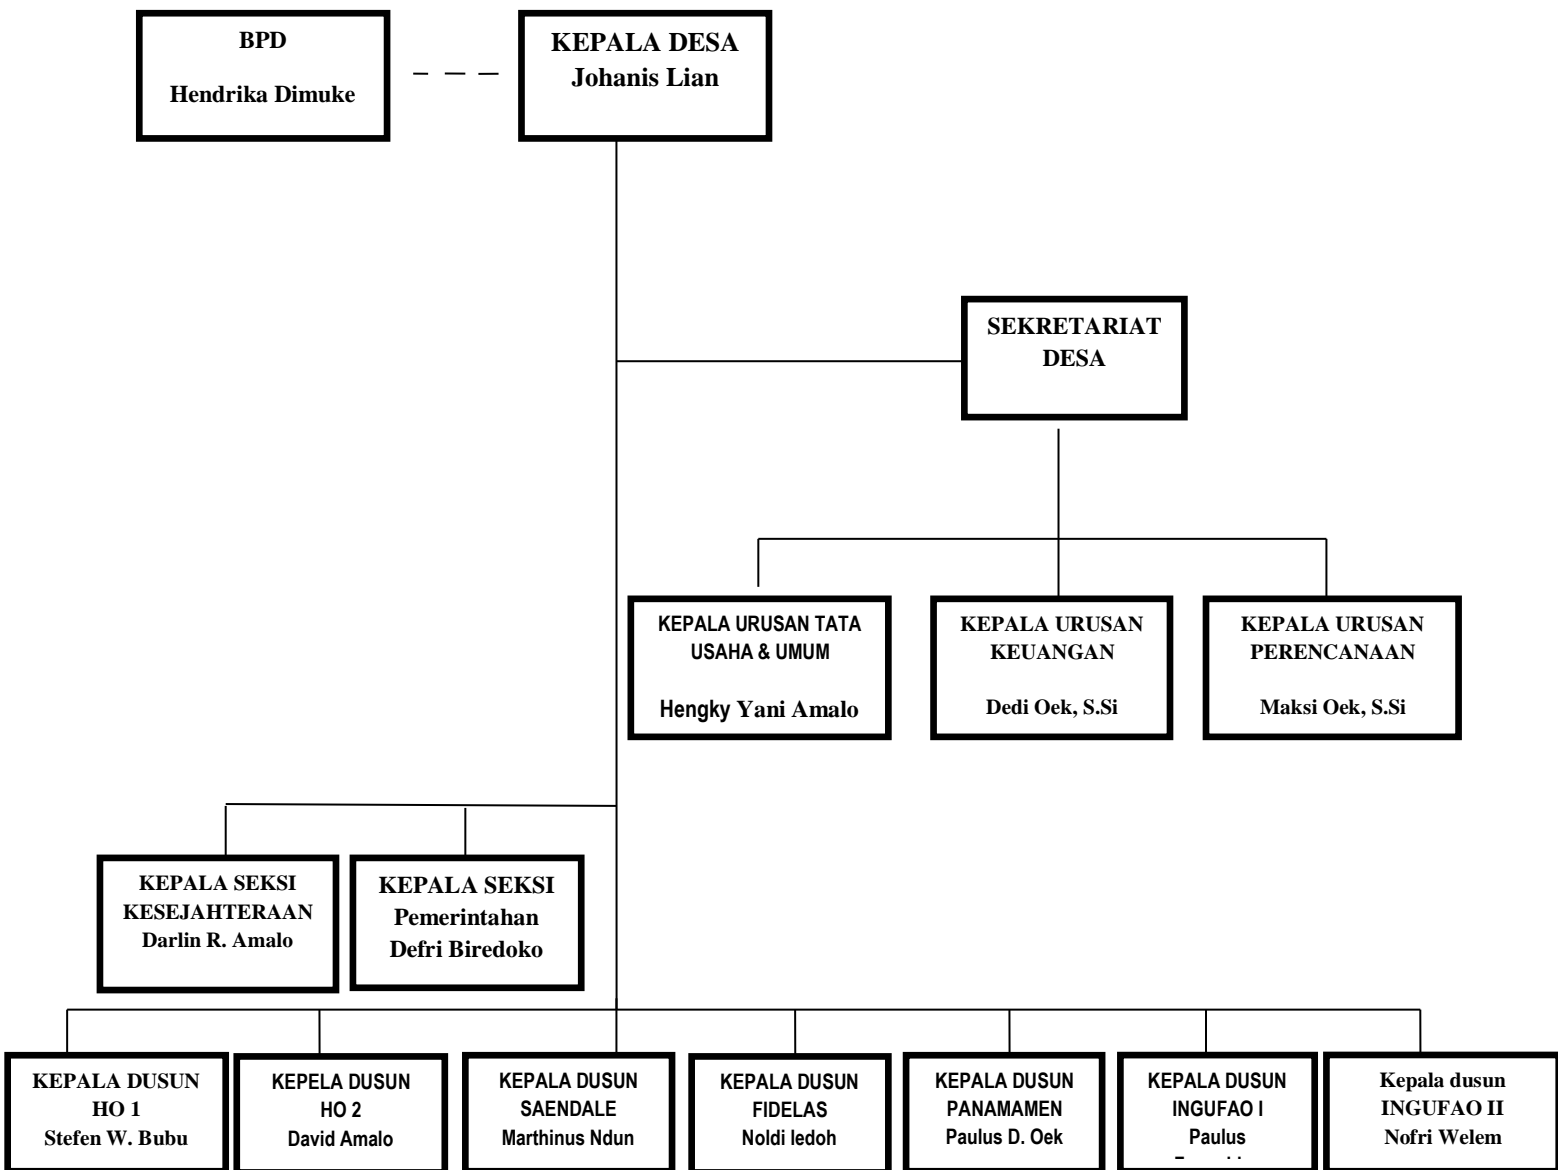 BPD
Hendrika Dimuke
KEPALA DESA
Johanis Lian
SEKRETARIAT
DESA
KEPALA URUSAN TATA
USAHA & UMUM
Hengky Yani Amalo
KEPALA URUSAN
KEUANGAN
Dedi Oek, S.Si
KEPALA URUSAN
PERENCANAAN
Maksi Oek, S.Si
KEPALA SEKSI
KESEJAHTERAAN
Darlin R. Amalo
KEPALA SEKSI
Pemerintahan
Defri Biredoko
KEPALA DUSUN
HO 1
Stefen W. Bubu
KEPELA DUSUN
HO 2
David Amalo
KEPALA DUSUN
SAENDALE
Marthinus Ndun
KEPALA DUSUN
FIDELAS
Noldi ledoh
KEPALA DUSUN
PANAMAMEN
Paulus D. Oek
KEPALA DUSUN
INGUFAO I
Paulus
Kepala dusun
INGUFAO II
Nofri Welem